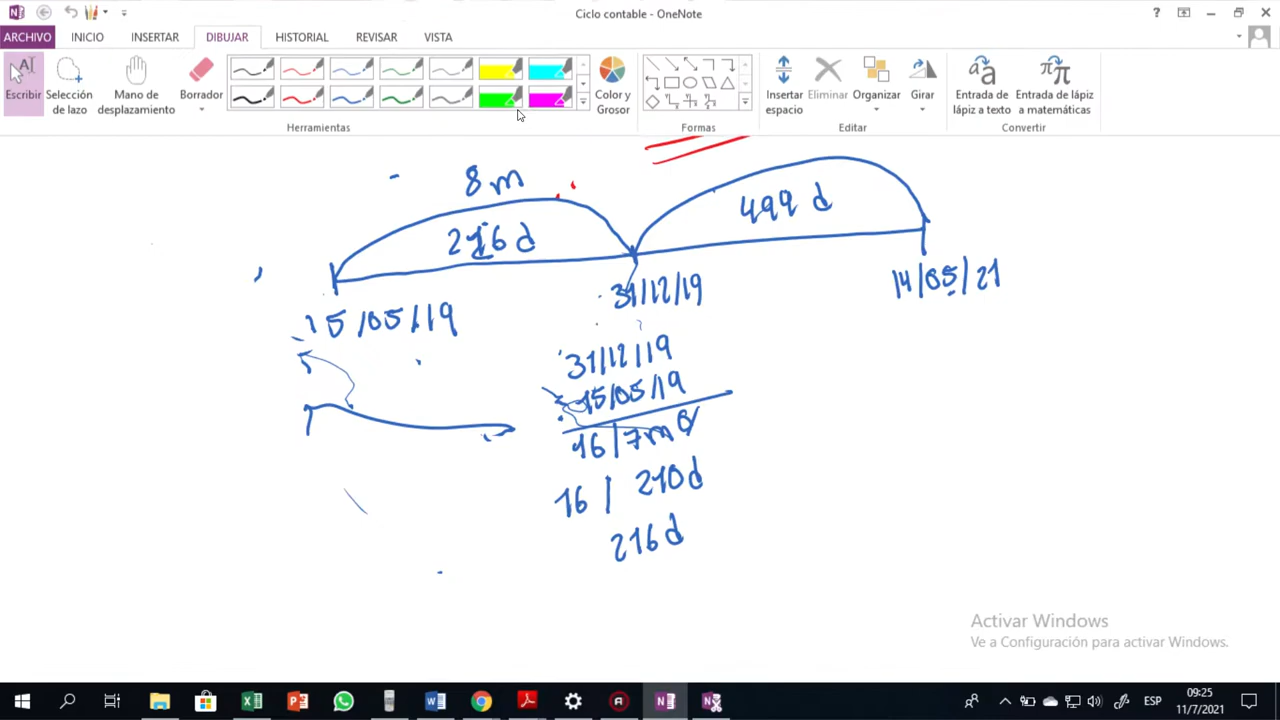 Ciclo contable - OneNote
ARCHIVO INICIO INSERTAR DIBUJAR HISTORIAL REVISAR VISTA
Escribir
Selección de lazo
Mano de desplazamiento
Borrador
Color y Grosor
Insertar espacio
Eliminar
Organizar
Girar
Entrada de lápiz a texto
Entrada de lápiz a matemáticas
Herramientas
Formas
Editar
Convertir
8 m
216 d
499 d
15/05/19
31/12/19
14/05/21
31/12/19
15/05/19
16/7m 0
16 / 210d
216d
Activar Windows
Ve a Configuración para activar Windows.
ESP
09:25
11/7/2021